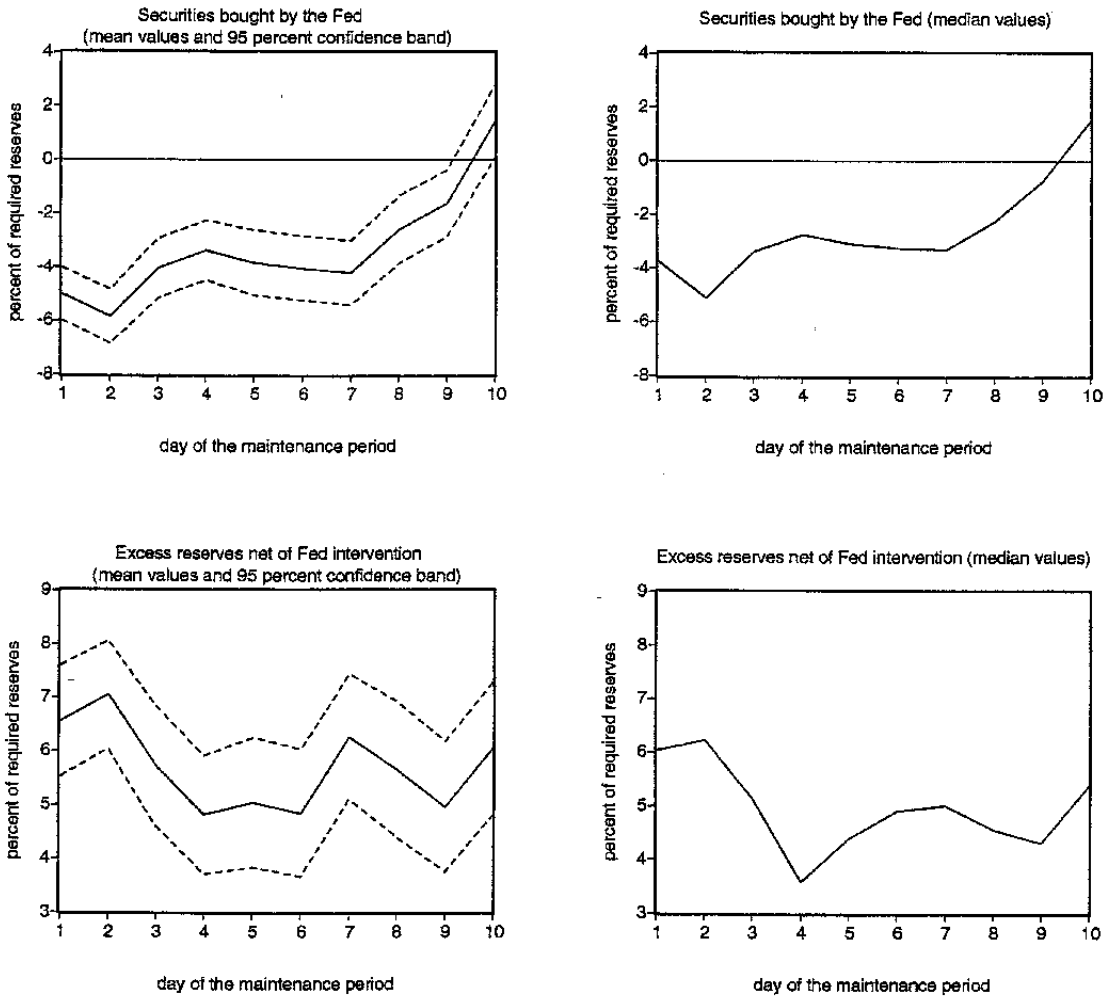 Securities bought by the Fed
(mean values and 95 percent confidence band)
percent of required reserves
4
2
0
-2
-4
-6
-8
1 2 3 4 5 6 7 8 9 10
day of the maintenance period
Securities bought by the Fed (median values)
percent of required reserves
4
2
0
-2
-4
-6
-8
1 2 3 4 5 6 7 8 9 10
day of the maintenance period
Excess reserves net of Fed intervention
(mean values and 95 percent confidence band)
percent of required reserves
9
8
7
6
5
4
3
1 2 3 4 5 6 7 8 9 10
day of the maintenance period
Excess reserves net of Fed intervention (median values)
percent of required reserves
9
8
7
6
5
4
3
1 2 3 4 5 6 7 8 9 10
day of the maintenance period